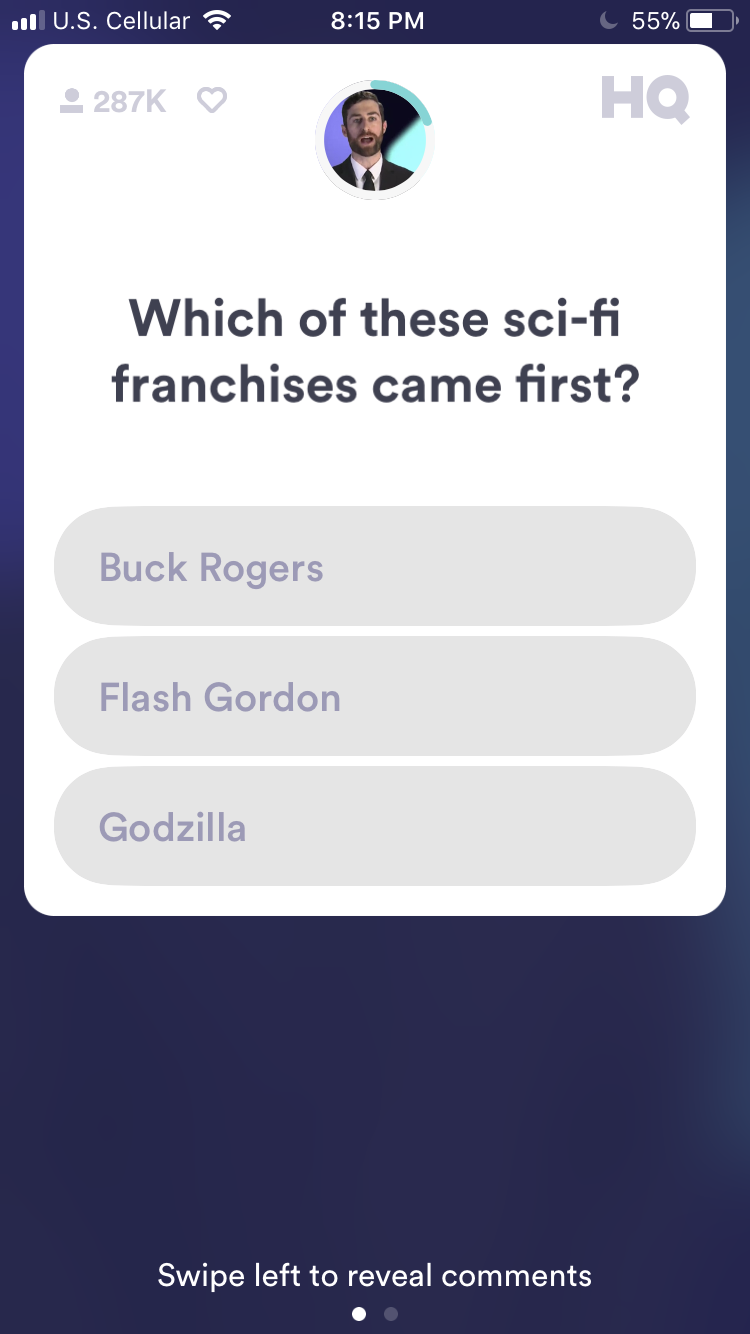 U.S. Cellular 8:15 PM 55%
287K HQ
Which of these sci-fi
franchises came first?
Buck Rogers
Flash Gordon
Godzilla
Swipe left to reveal comments